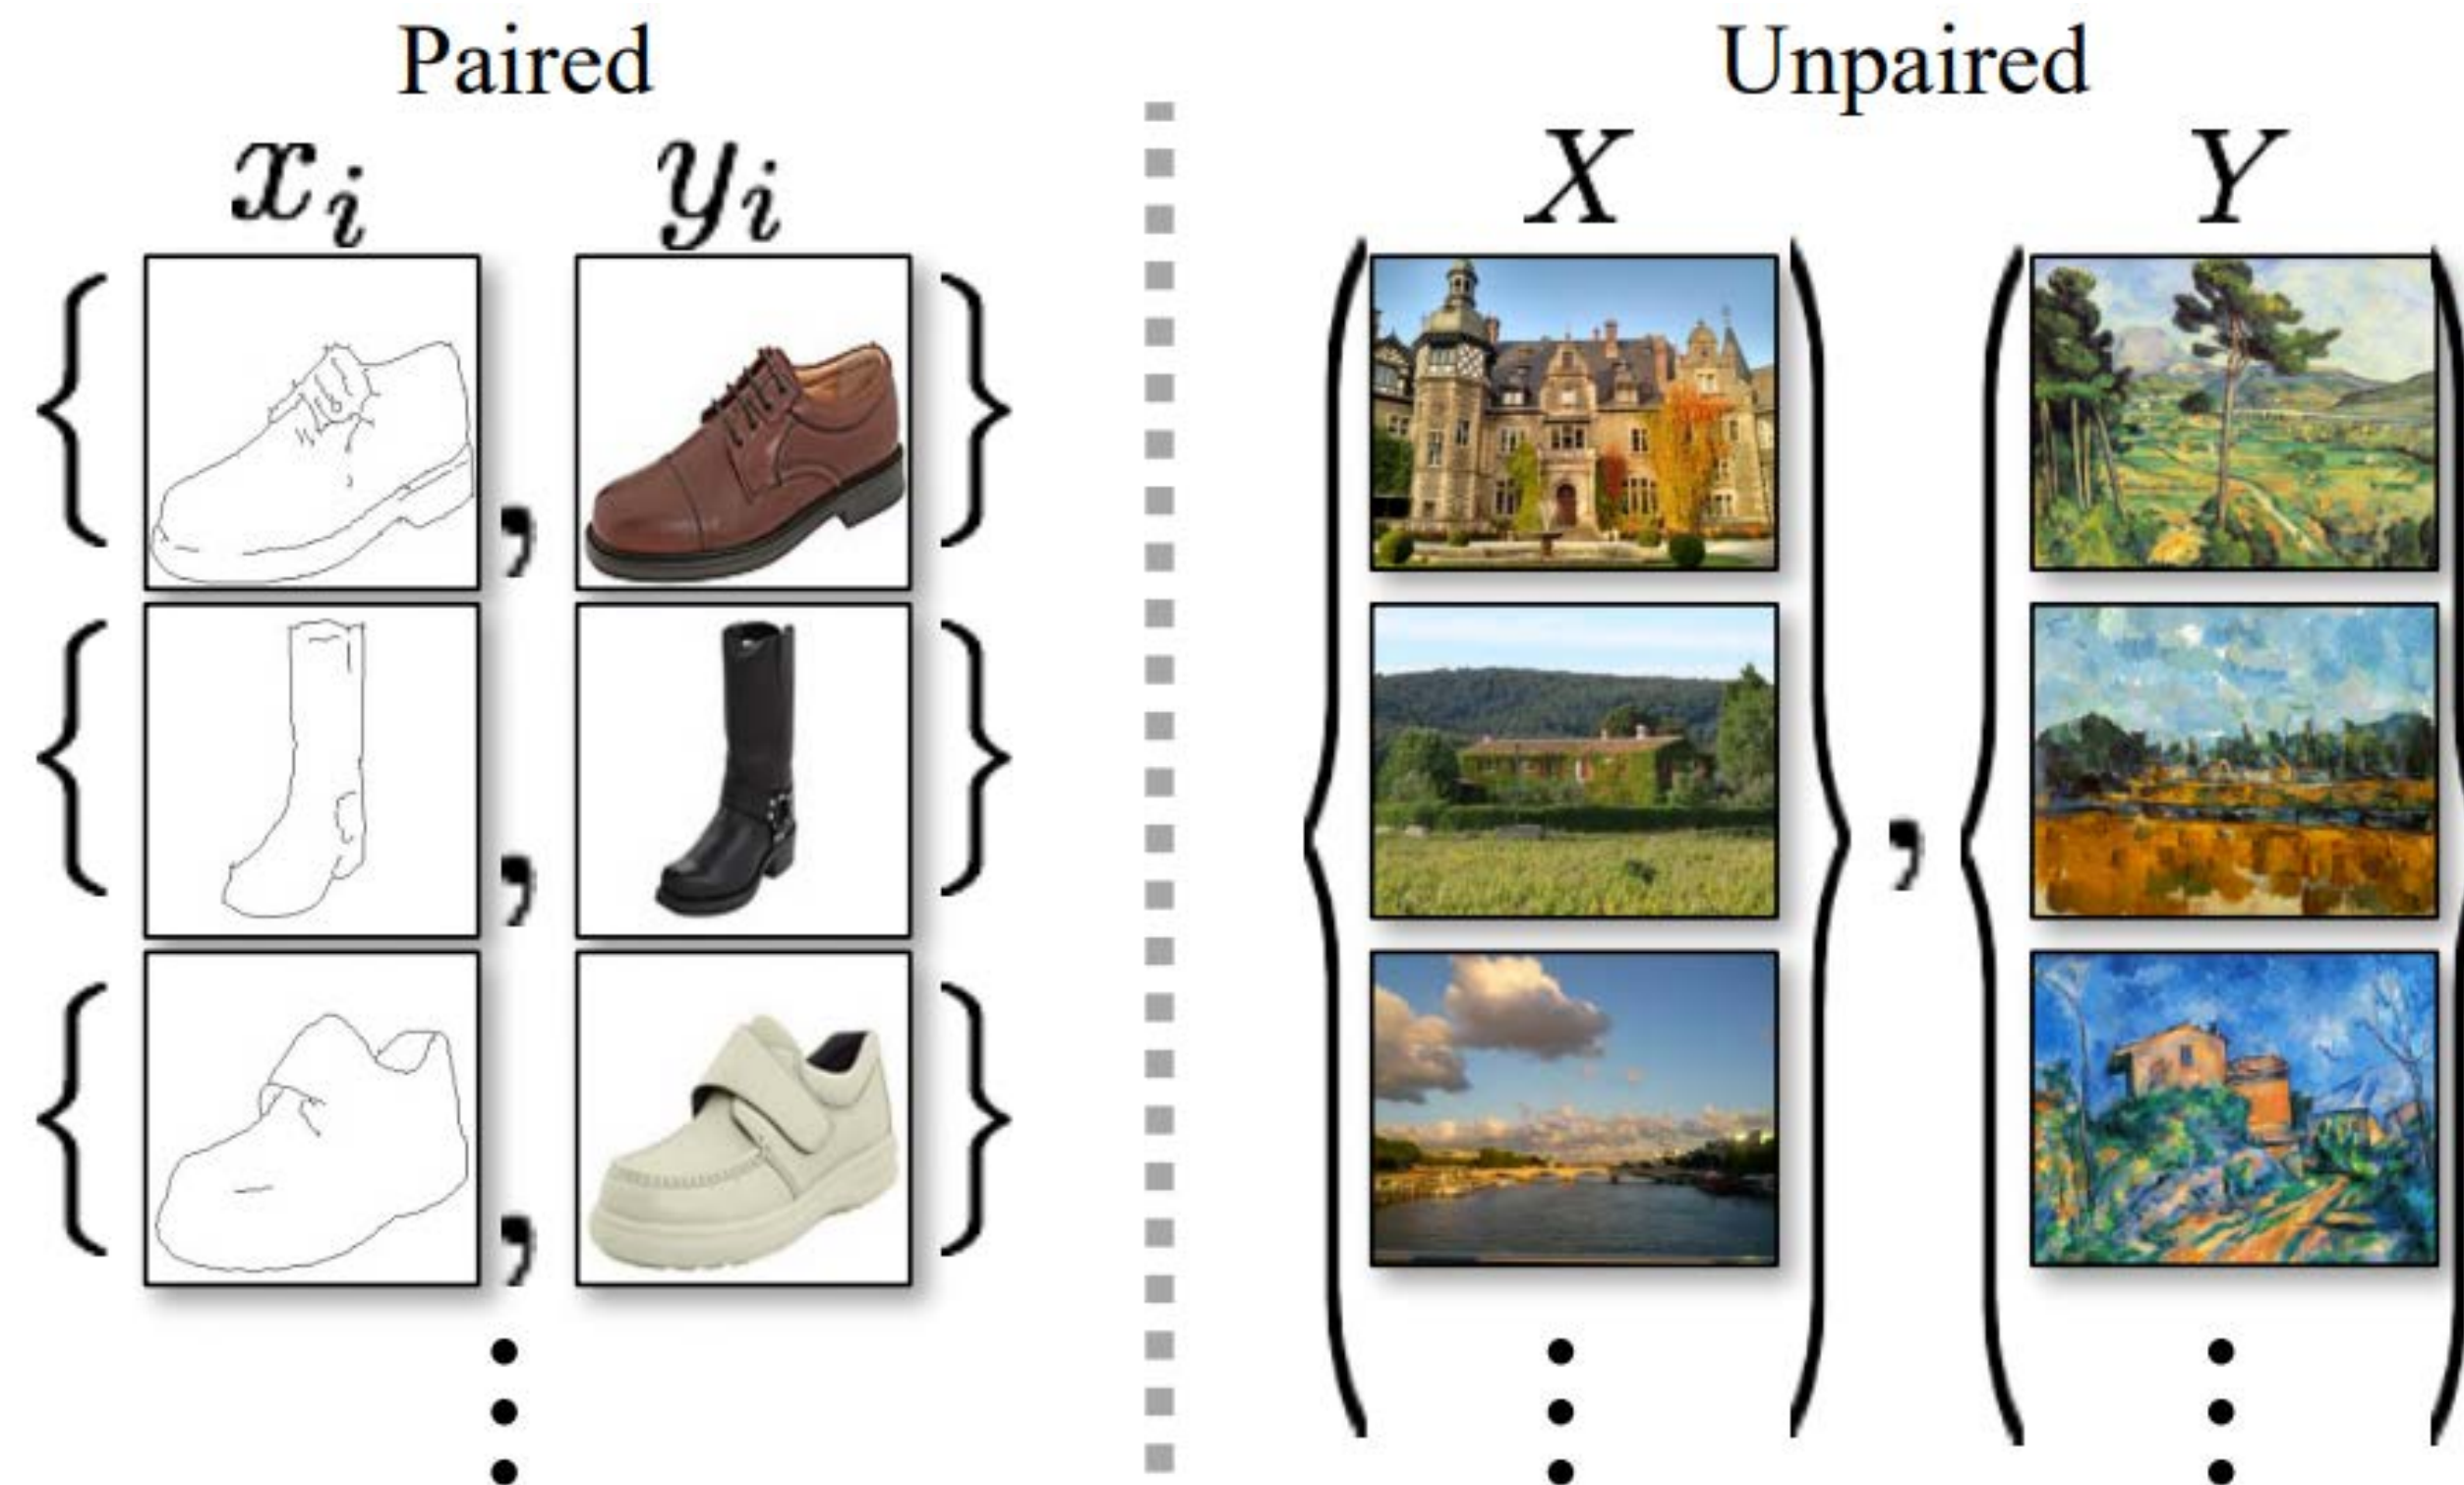 Paired
Unpaired
x_i
y_i
X
Y
{ , }
{ , }
{ , }
{ } , { }